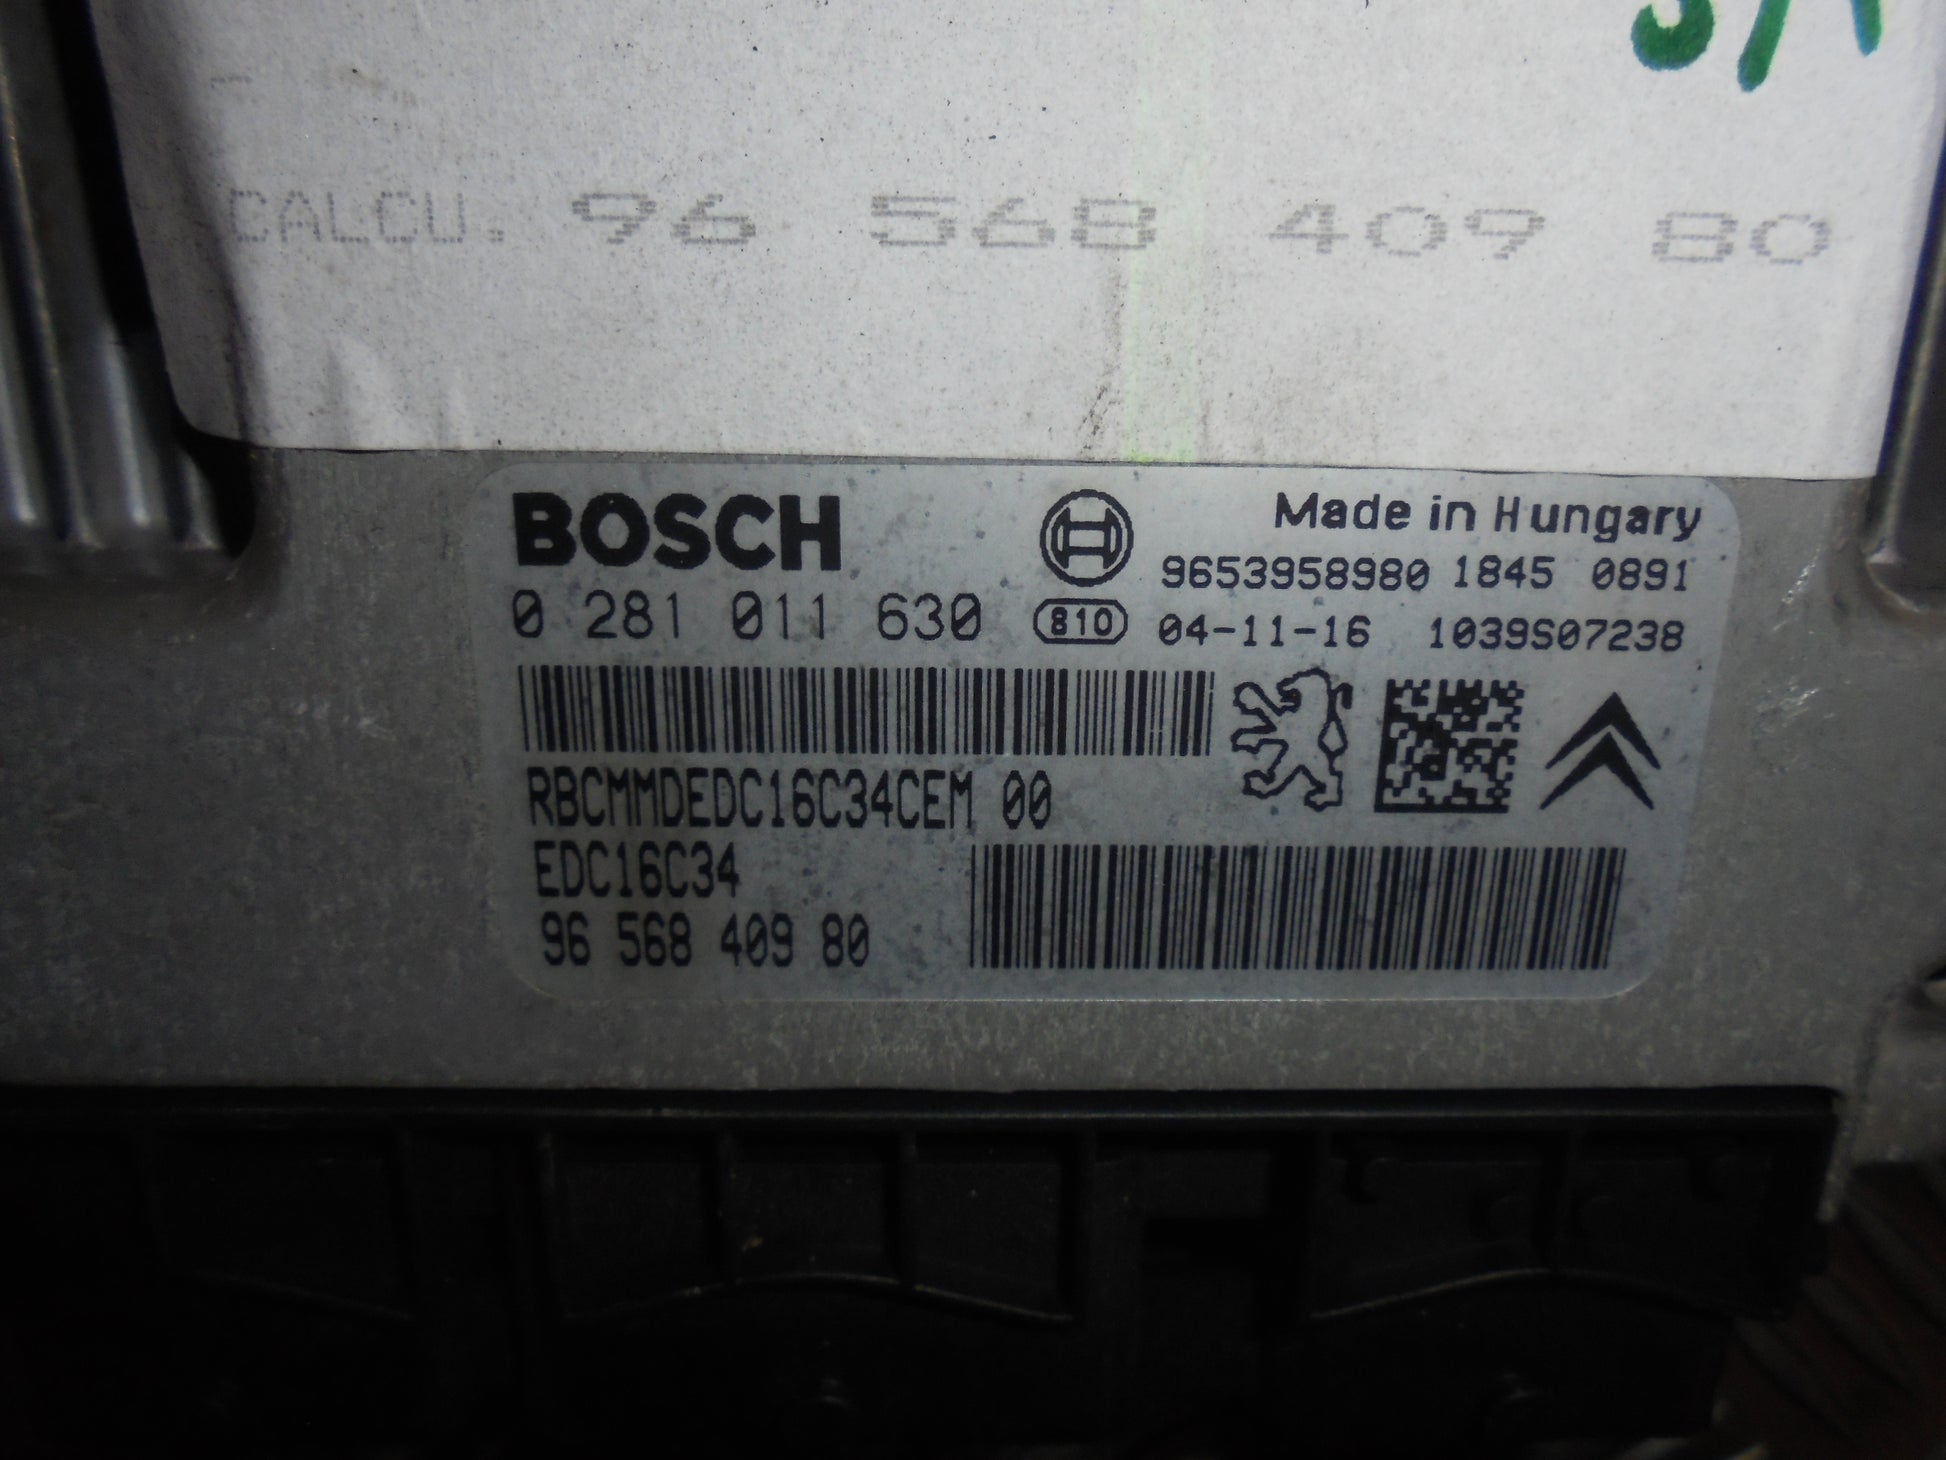 CALCU. 96 568 409 80
BOSCH
Made in Hungary
9653958980 1845 0891
0 281 011 630
810
04-11-16 1039S07238
RBCMMDEDC16C34CEM 00
EDC16C34
96 568 409 80